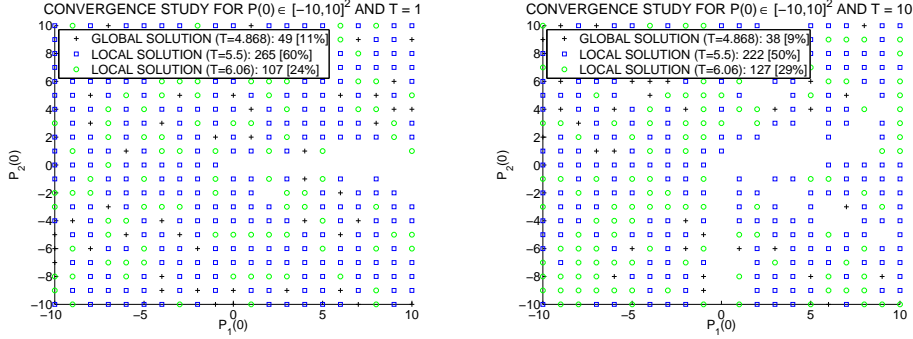 CONVERGENCE STUDY FOR P(0) ∈ [−10,10]² AND T = 1
GLOBAL SOLUTION (T=4.868): 49 [11%]
LOCAL SOLUTION (T=5.5): 265 [60%]
LOCAL SOLUTION (T=6.06): 107 [24%]
10
8
6
4
2
0
−2
−4
−6
−8
−10
P₂(0)
−10 −5 0 5 10
P₁(0)
CONVERGENCE STUDY FOR P(0) ∈ [−10,10]² AND T = 10
GLOBAL SOLUTION (T=4.868): 38 [9%]
LOCAL SOLUTION (T=5.5): 222 [50%]
LOCAL SOLUTION (T=6.06): 127 [29%]
10
8
6
4
2
0
−2
−4
−6
−8
−10
P₂(0)
−10 −5 0 5 10
P₁(0)